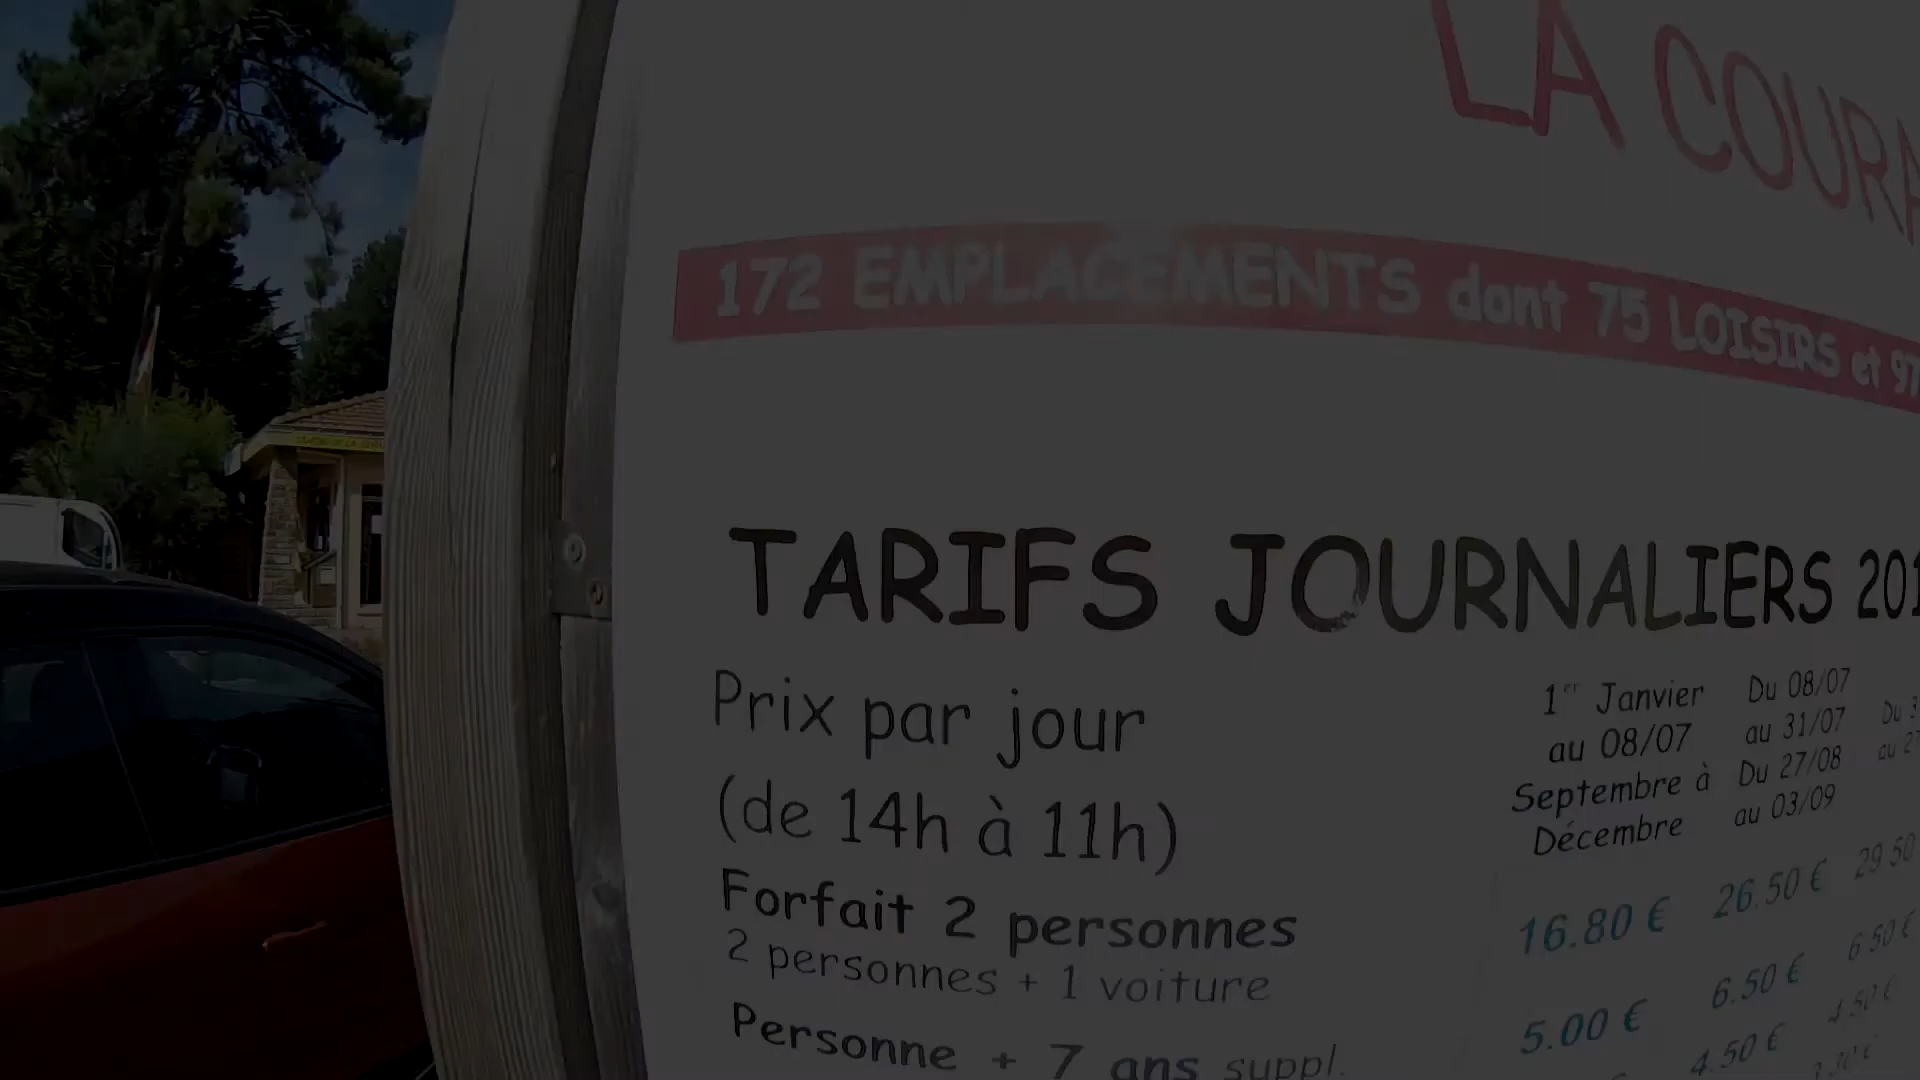 LA
172 EMPLACEMENTS dont 75 LOISIRS et 97
TARIFS JOURNALIERS
Prix par jour
(de 14h à 11h)
1er Janvier
au 08/07
Septembre à
Décembre
Du 08/07
au 31/07
Du 27/08
au 03/09
Forfait 2 personnes
2 personnes + 1 voiture
16.80 € 26.50 € 29.50
Personne + 7 ans suppl.
5.00 € 6.50 € 6.50 €
4.50 € 4.50 €